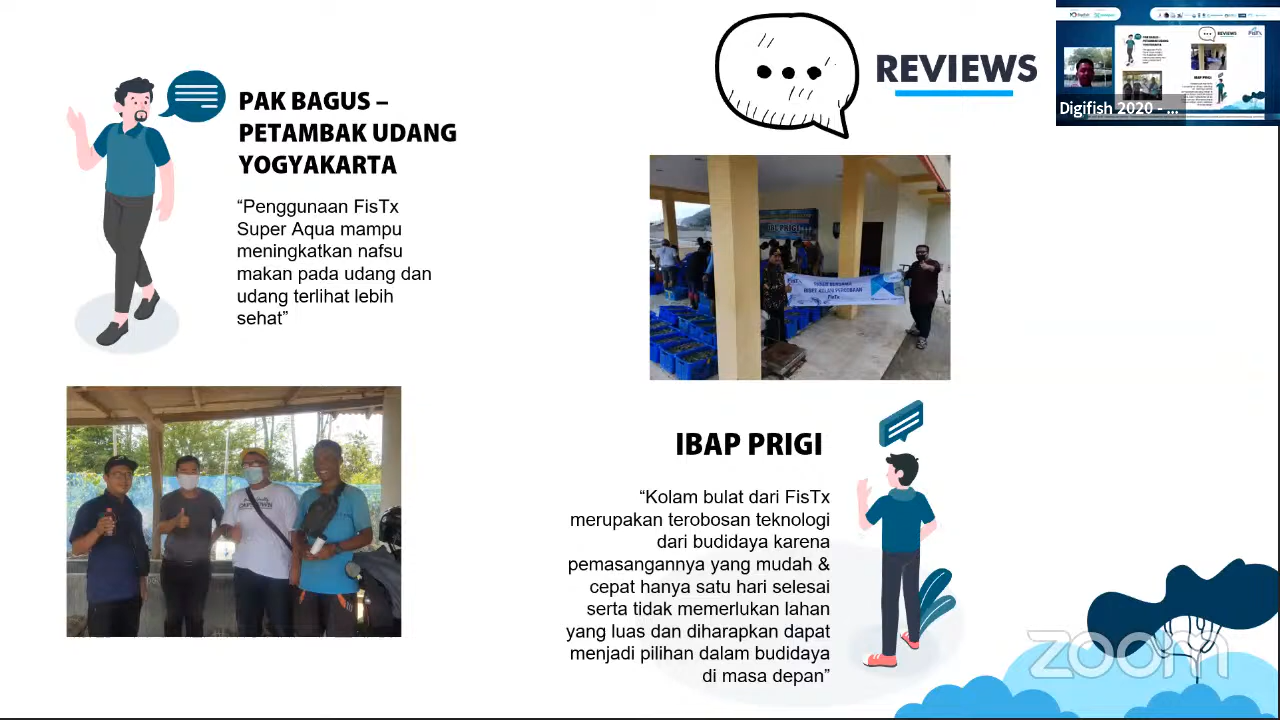 REVIEWS
PAK BAGUS –
PETAMBAK UDANG
YOGYAKARTA
“Penggunaan FisTx
Super Aqua mampu
meningkatkan nafsu
makan pada udang dan
udang terlihat lebih
sehat”
IBAP PRIGI
“Kolam bulat dari FisTx
merupakan terobosan teknologi
dari budidaya karena
pemasangannya yang mudah &
cepat hanya satu hari selesai
serta tidak memerlukan lahan
yang luas dan diharapkan dapat
menjadi pilihan dalam budidaya
di masa depan”
Digifish 2020 - ...
zoom